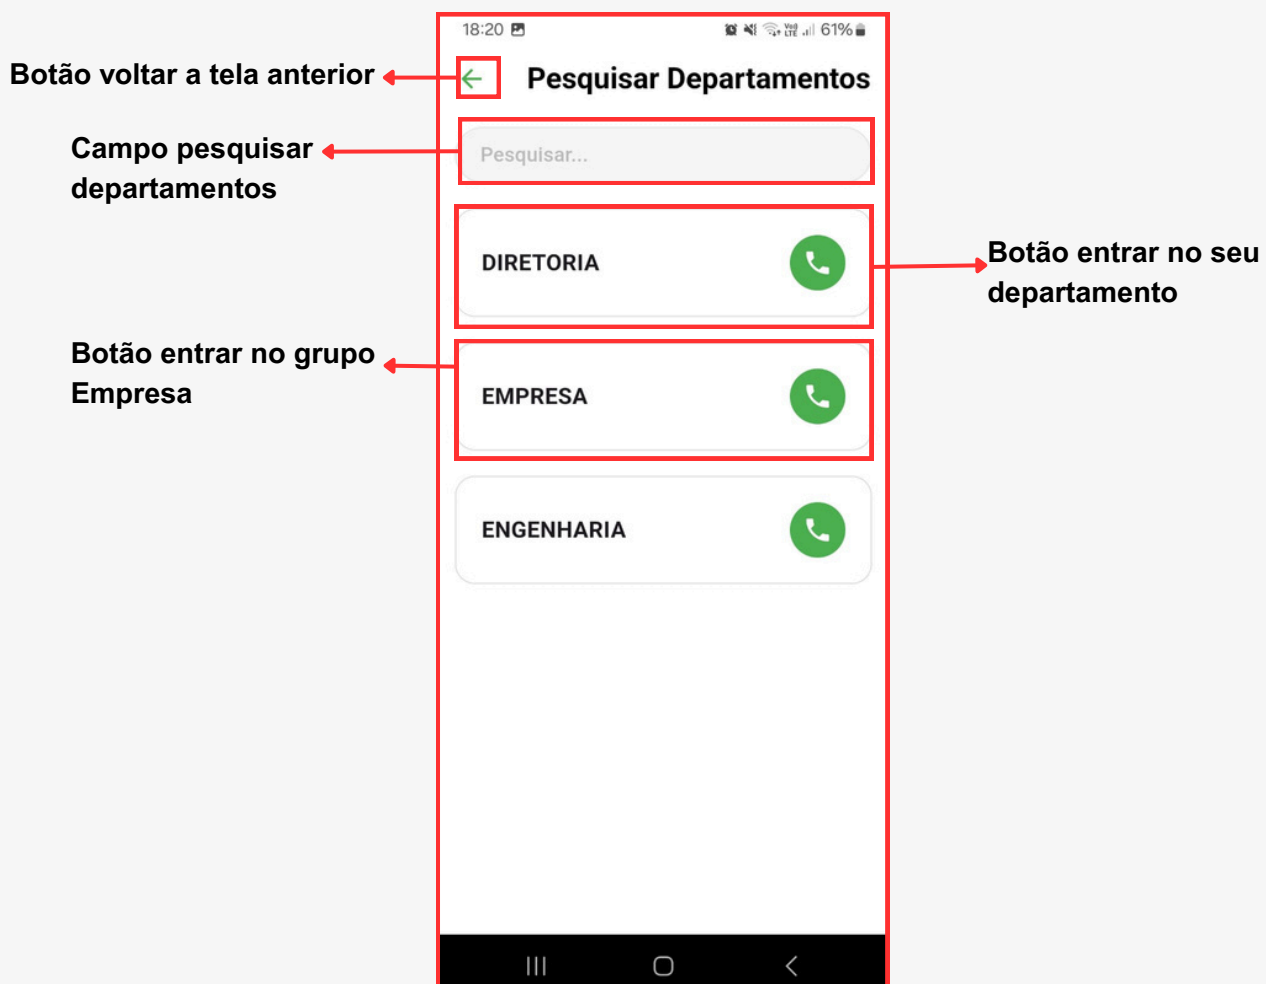 18:20
61%
Botão voltar a tela anterior
Pesquisar Departamentos
Campo pesquisar
departamentos
Pesquisar...
DIRETORIA
Botão entrar no seu
departamento
Botão entrar no grupo
Empresa
EMPRESA
ENGENHARIA